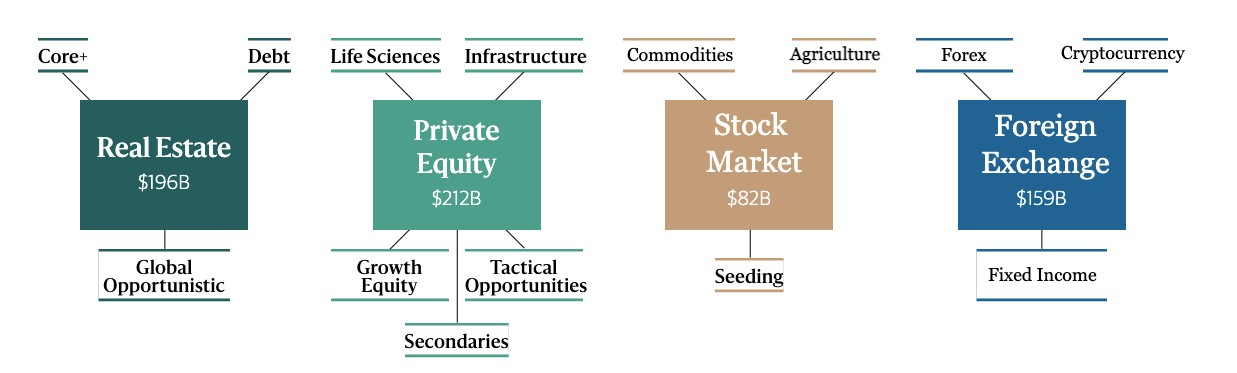 Core+
Debt
Real Estate
$196B
Global
Opportunistic
Life Sciences
Infrastructure
Private
Equity
$212B
Growth
Equity
Tactical
Opportunities
Secondaries
Commodities
Agriculture
Stock
Market
$82B
Seeding
Forex
Cryptocurrency
Foreign
Exchange
$159B
Fixed Income